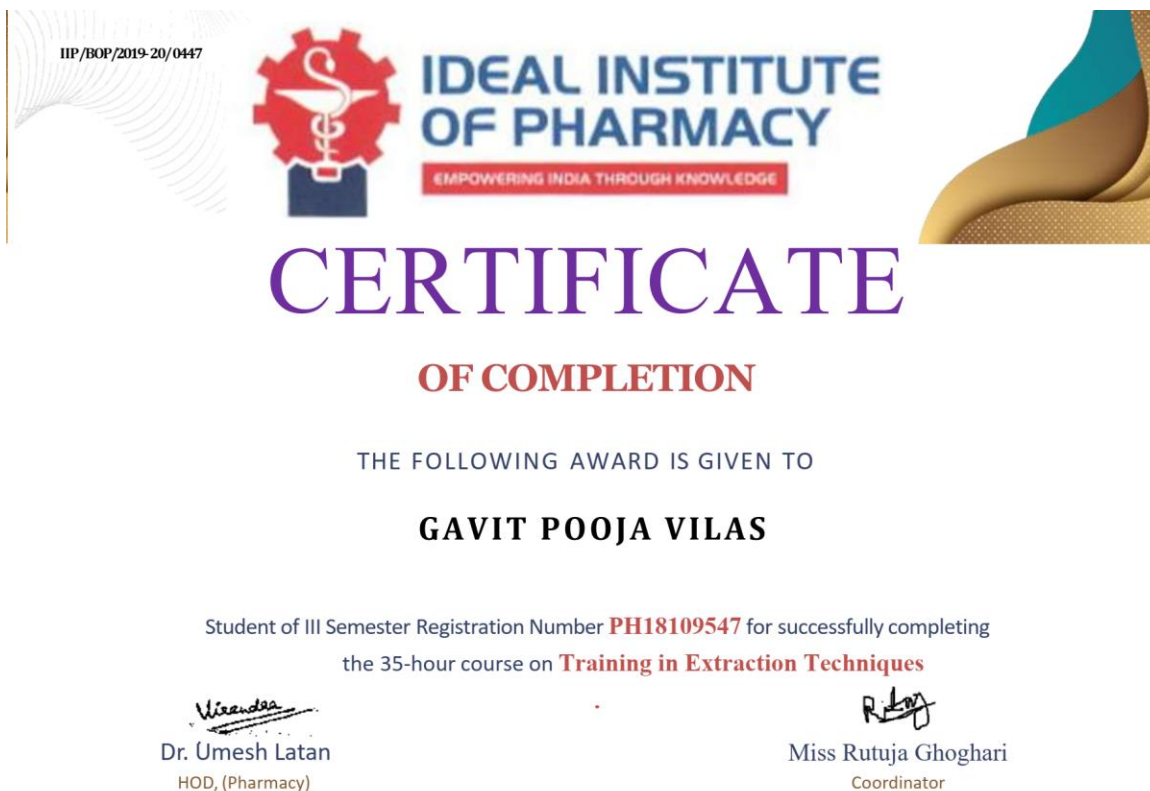 IIP/BOP/2019-20/0447
IDEAL INSTITUTE
OF PHARMACY
EMPOWERING INDIA THROUGH KNOWLEDGE
CERTIFICATE
OF COMPLETION
THE FOLLOWING AWARD IS GIVEN TO
GAVIT POOJA VILAS
Student of III Semester Registration Number PH18109547 for successfully completing
the 35-hour course on Training in Extraction Techniques
Dr. Umesh Latan
Miss Rutuja Ghoghari
HOD, (Pharmacy)
Coordinator